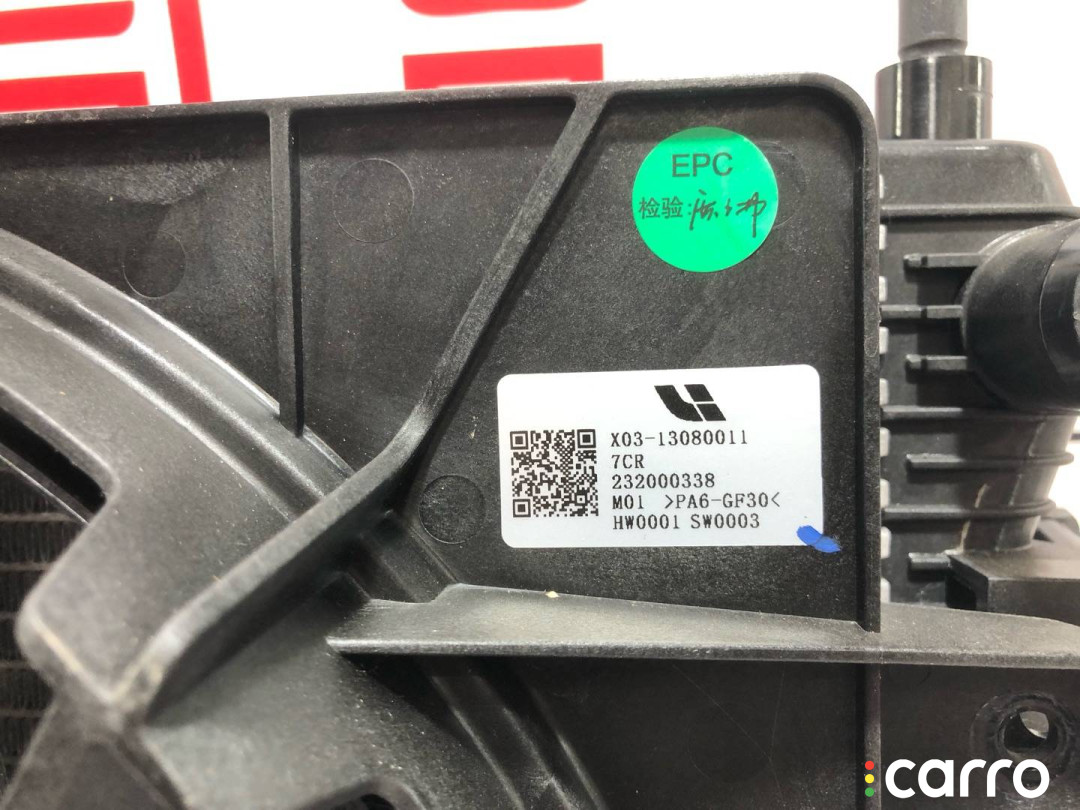 EPC
检验:
X03-13080011
7CR
232000338
M01 >PA6-GF30<
HW0001 SW0003
carro